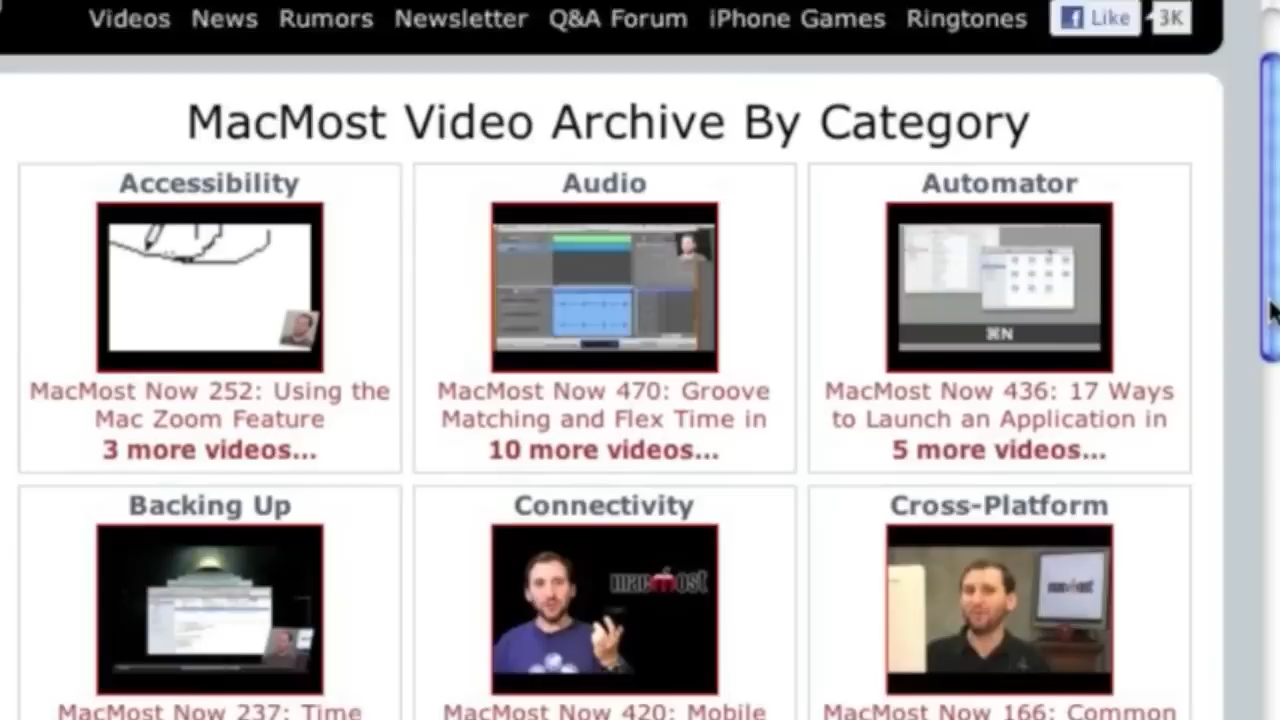 Videos News Rumors Newsletter Q&A Forum iPhone Games Ringtones Like 3K
MacMost Video Archive By Category
Accessibility
MacMost Now 252: Using the
Mac Zoom Feature
3 more videos...
Audio
MacMost Now 470: Groove
Matching and Flex Time in
10 more videos...
Automator
⌘N
MacMost Now 436: 17 Ways
to Launch an Application in
5 more videos...
Backing Up
MacMost Now 237: Time
Connectivity
macmost
MacMost Now 420: Mobile
Cross-Platform
macmost
MacMost Now 166: Common